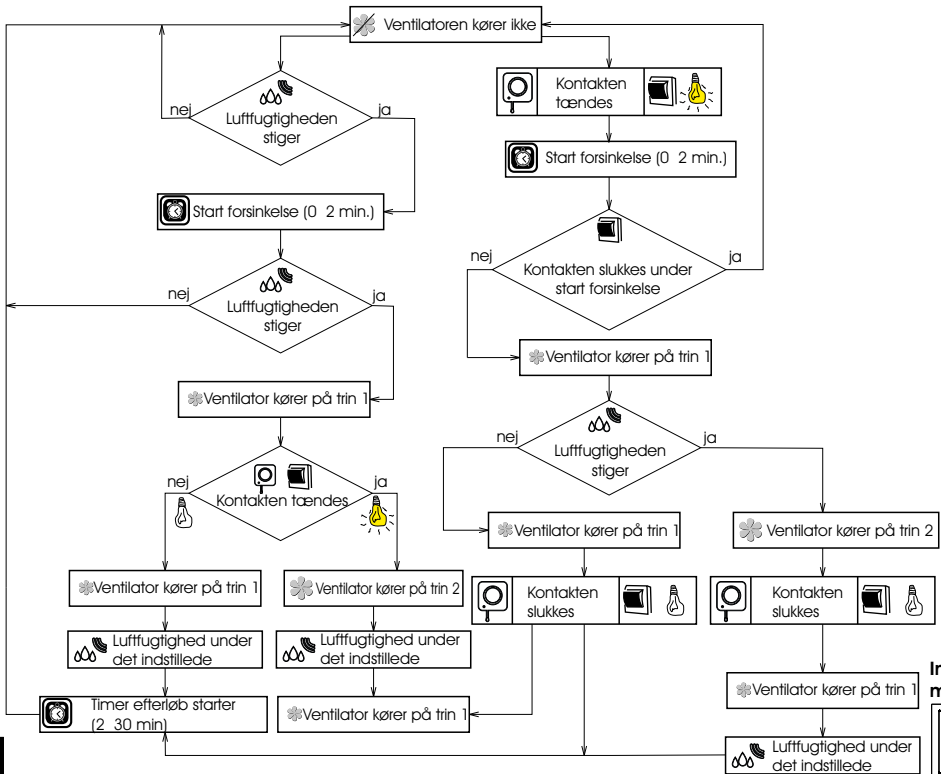 Ventilatoren kører ikke
Luftfugtigheden
stiger
nej
ja
Kontakten
tændes
Start forsinkelse (0 2 min.)
Start forsinkelse (0 2 min.)
Kontakten slukkes under
start forsinkelse
nej
ja
Luftfugtigheden
stiger
nej
ja
Ventilator kører på trin 1
Ventilator kører på trin 1
Luftfugtigheden
stiger
nej
ja
Kontakten tændes
nej
ja
Ventilator kører på trin 1
Ventilator kører på trin 2
Ventilator kører på trin 1
Ventilator kører på trin 2
Kontakten
slukkes
Kontakten
slukkes
Luftfugtighed under
det indstillede
Luftfugtighed under
det indstillede
Timer efterløb starter
(2 30 min)
Ventilator kører på trin 1
Ventilator kører på trin 1
Luftfugtighed under
det indstillede